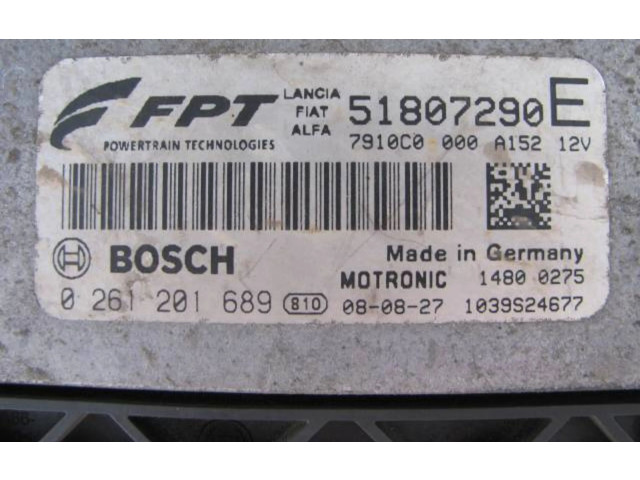 FPT
POWERTRAIN TECHNOLOGIES
LANCIA
FIAT
ALFA
51807290 E
7910C0 000 A152 12V
BOSCH
Made in Germany
MOTRONIC 1480 0275
0 261 201 689 810 08-08-27 1039S24677